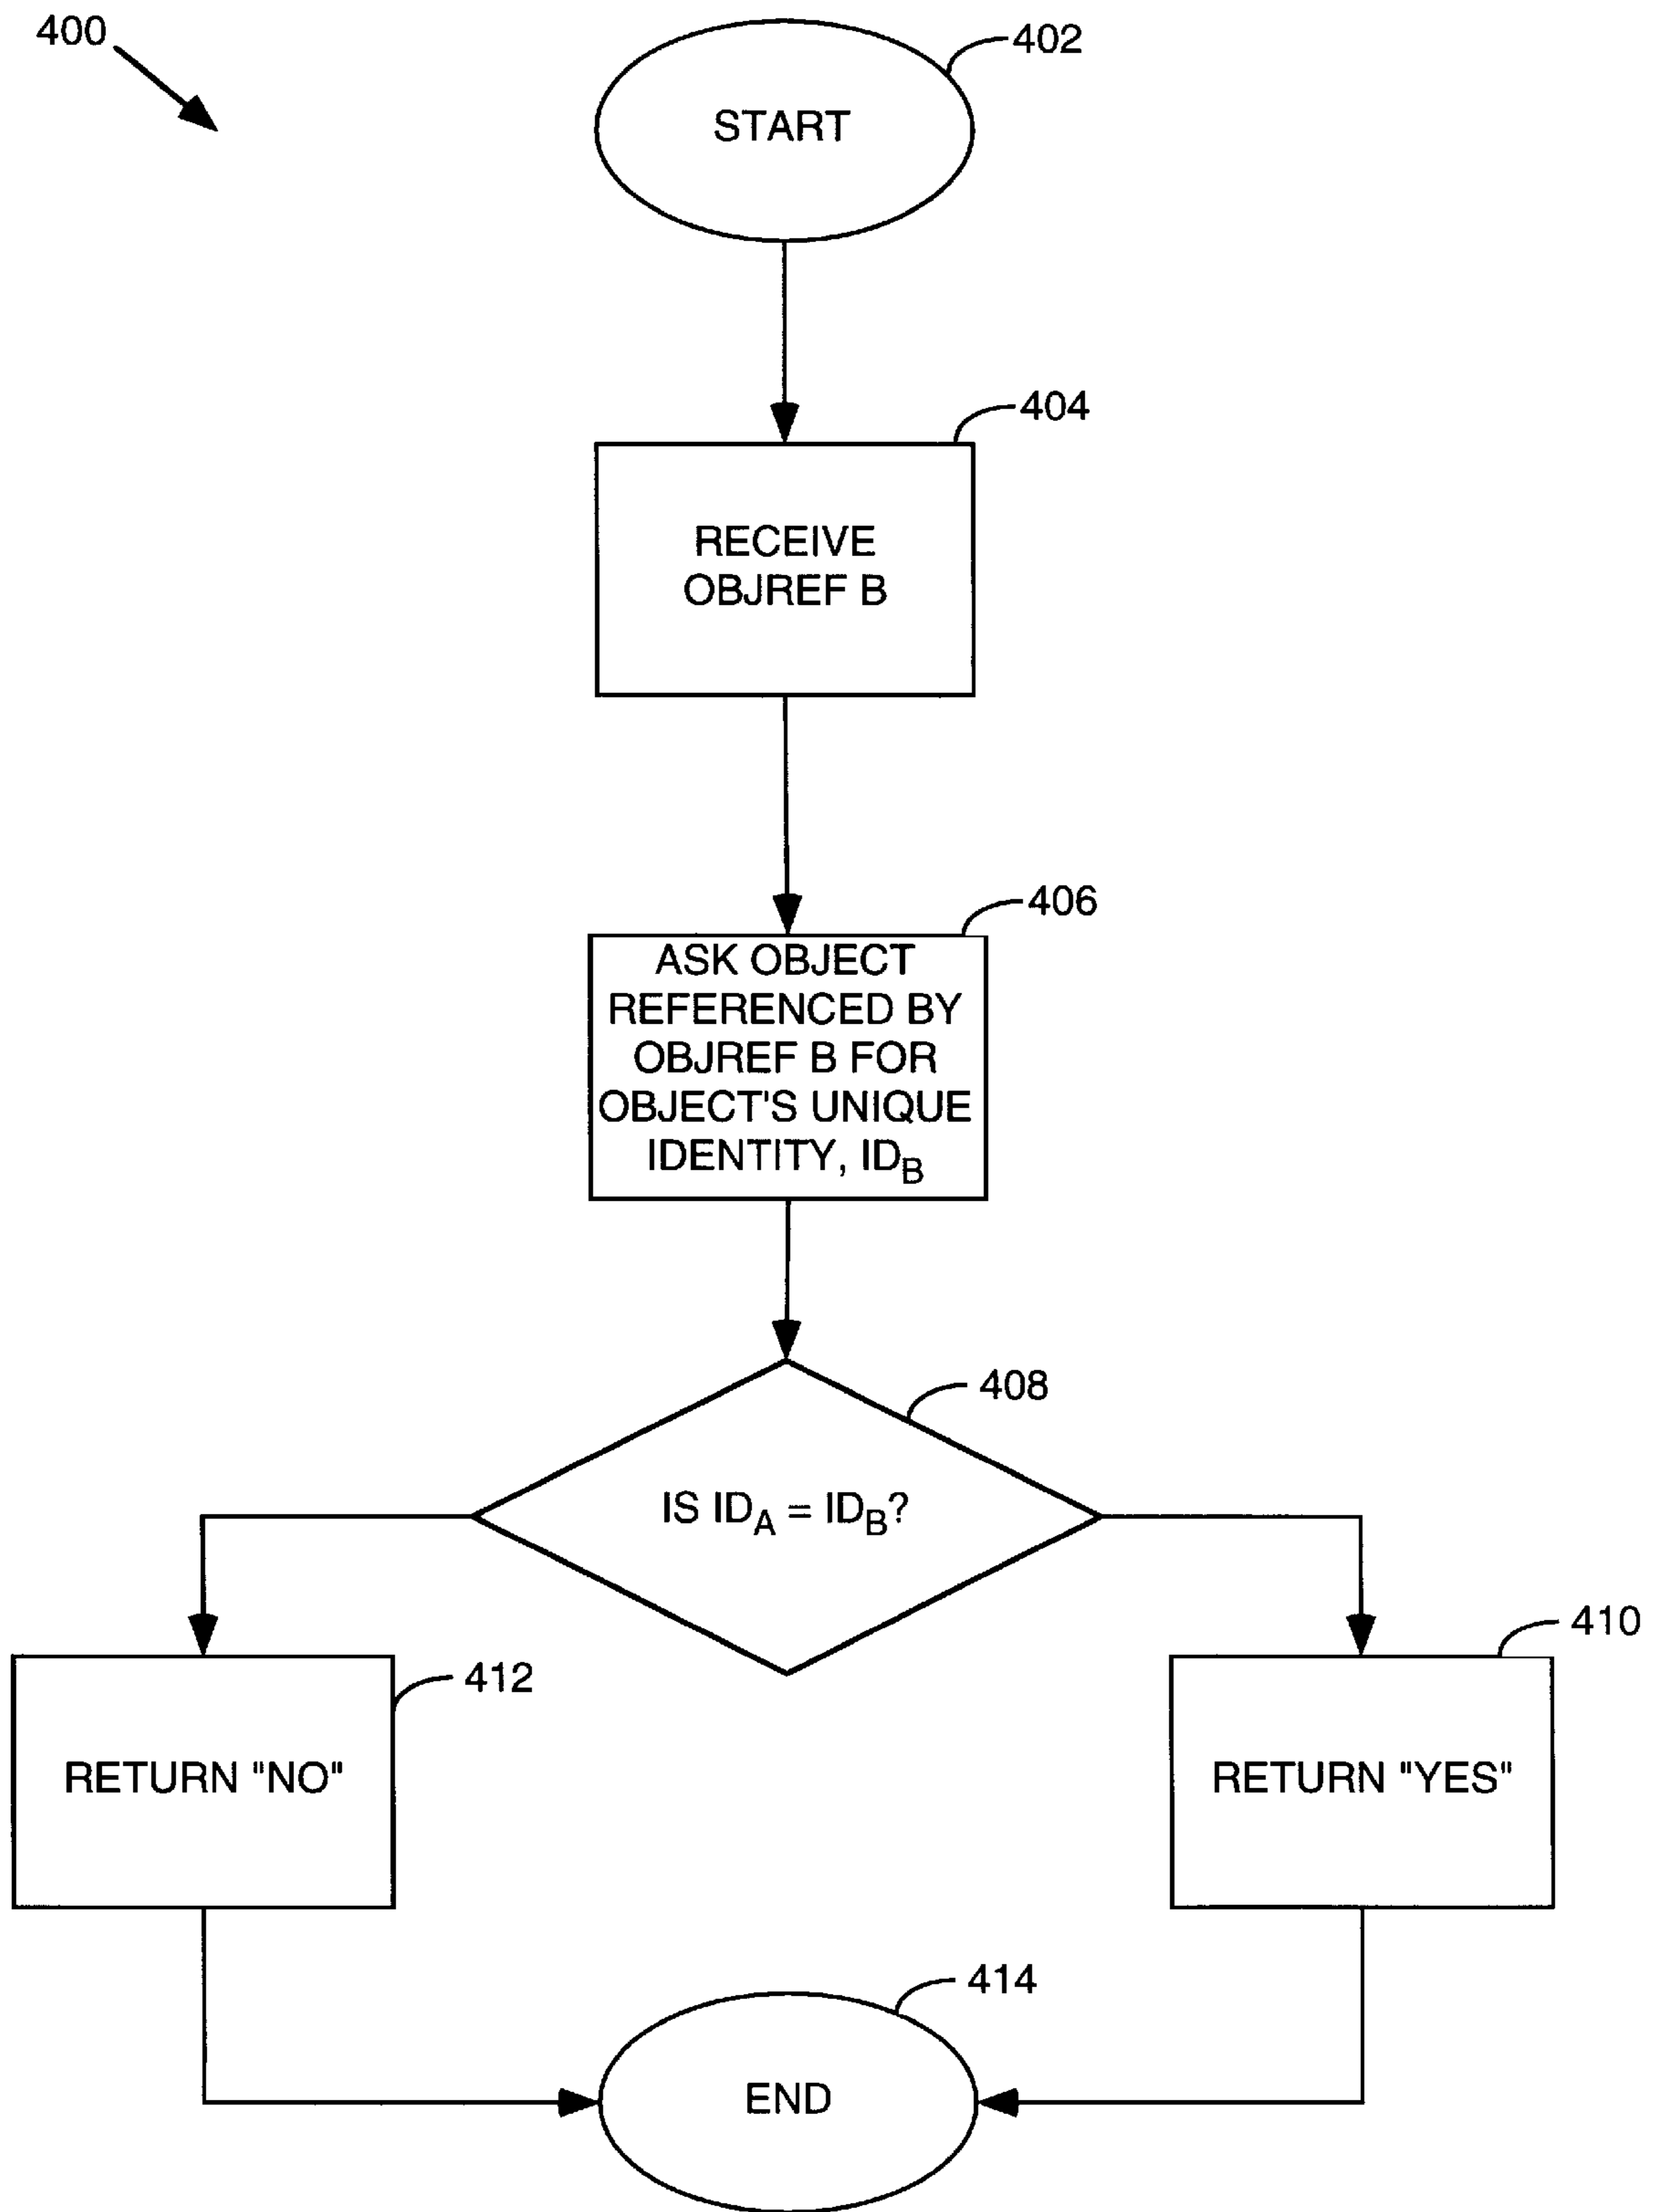 400
402
START
404
RECEIVE
OBJREF B
406
ASK OBJECT
REFERENCED BY
OBJREF B FOR
OBJECT'S UNIQUE
IDENTITY, IDB
408
IS IDA = IDB?
410
412
RETURN "NO"
RETURN "YES"
414
END